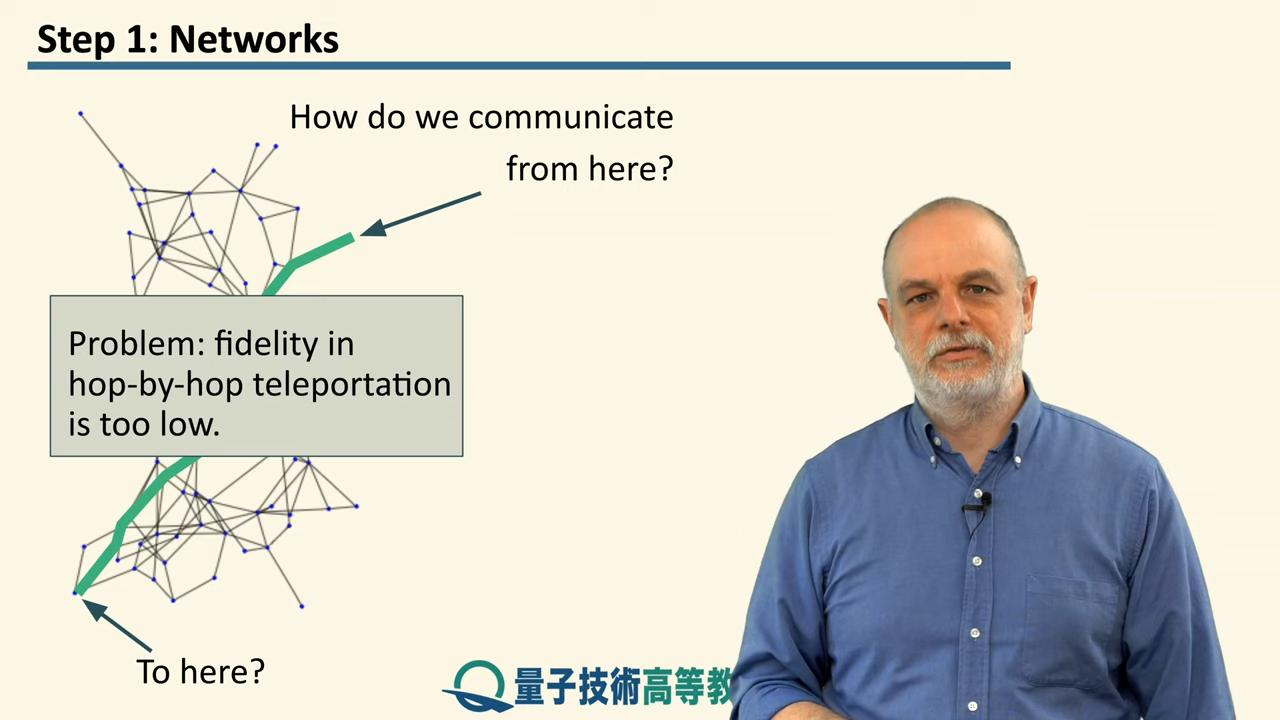 Step 1: Networks
How do we communicate
from here?
Problem: fidelity in
hop-by-hop teleportation
is too low.
To here?
量子技術高等教